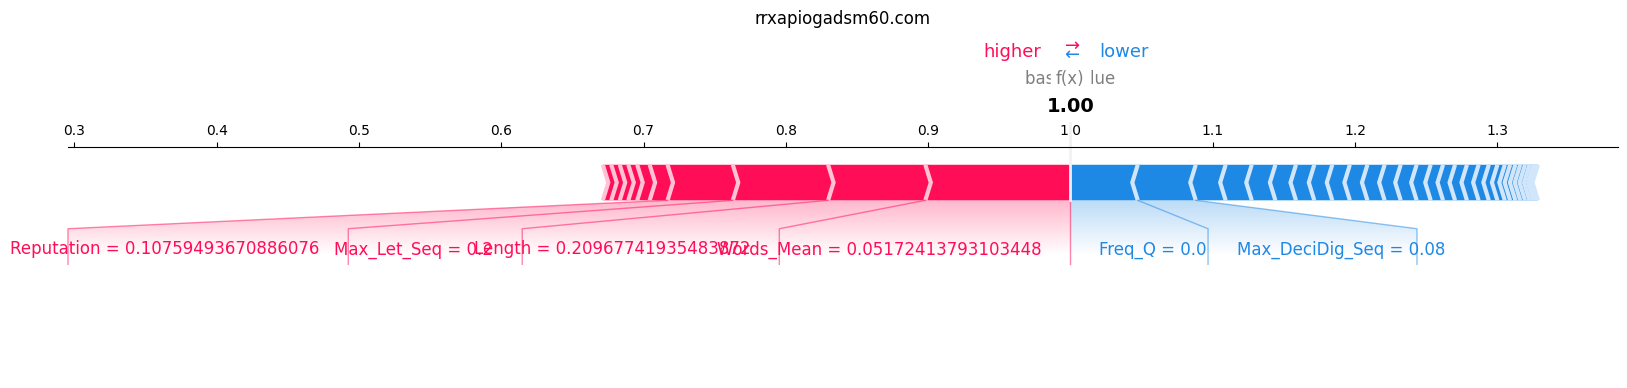 rrxapiogadsm60.com
higher ⇄ lower
bas f(x) lue
1.00
0.3 0.4 0.5 0.6 0.7 0.8 0.9 1 0 1.1 1.2 1.3
Reputation = 0.10759493670886076 Max_Let_Seq = 0.2 Length = 0.20967741935483872 Words_Mean = 0.05172413793103448 Freq_Q = 0.0 Max_DeciDig_Seq = 0.08